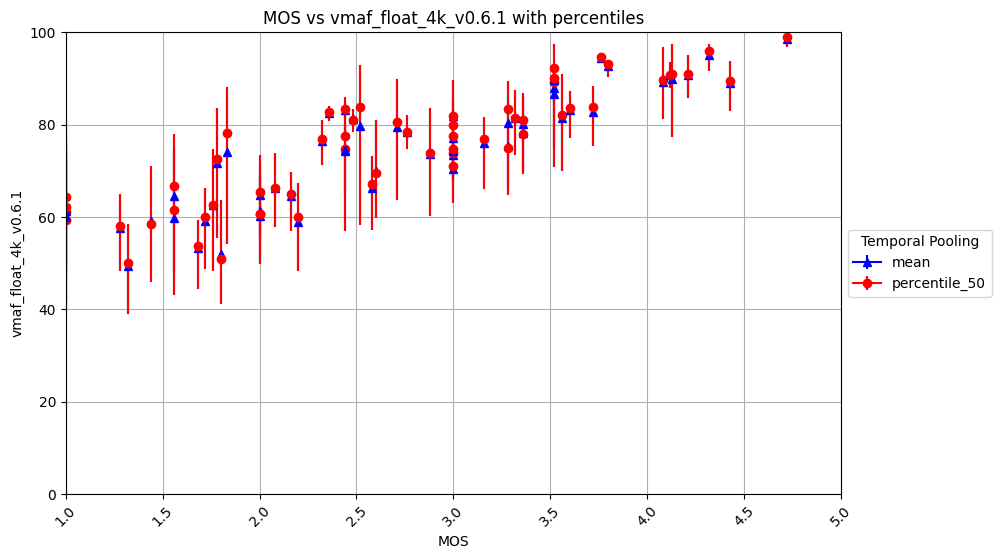 MOS vs vmaf_float_4k_v0.6.1 with percentiles
100
80
60
40
20
0
vmaf_float_4k_v0.6.1
1.0
1.5
2.0
2.5
3.0
3.5
4.0
4.5
5.0
MOS
Temporal Pooling
mean
percentile_50